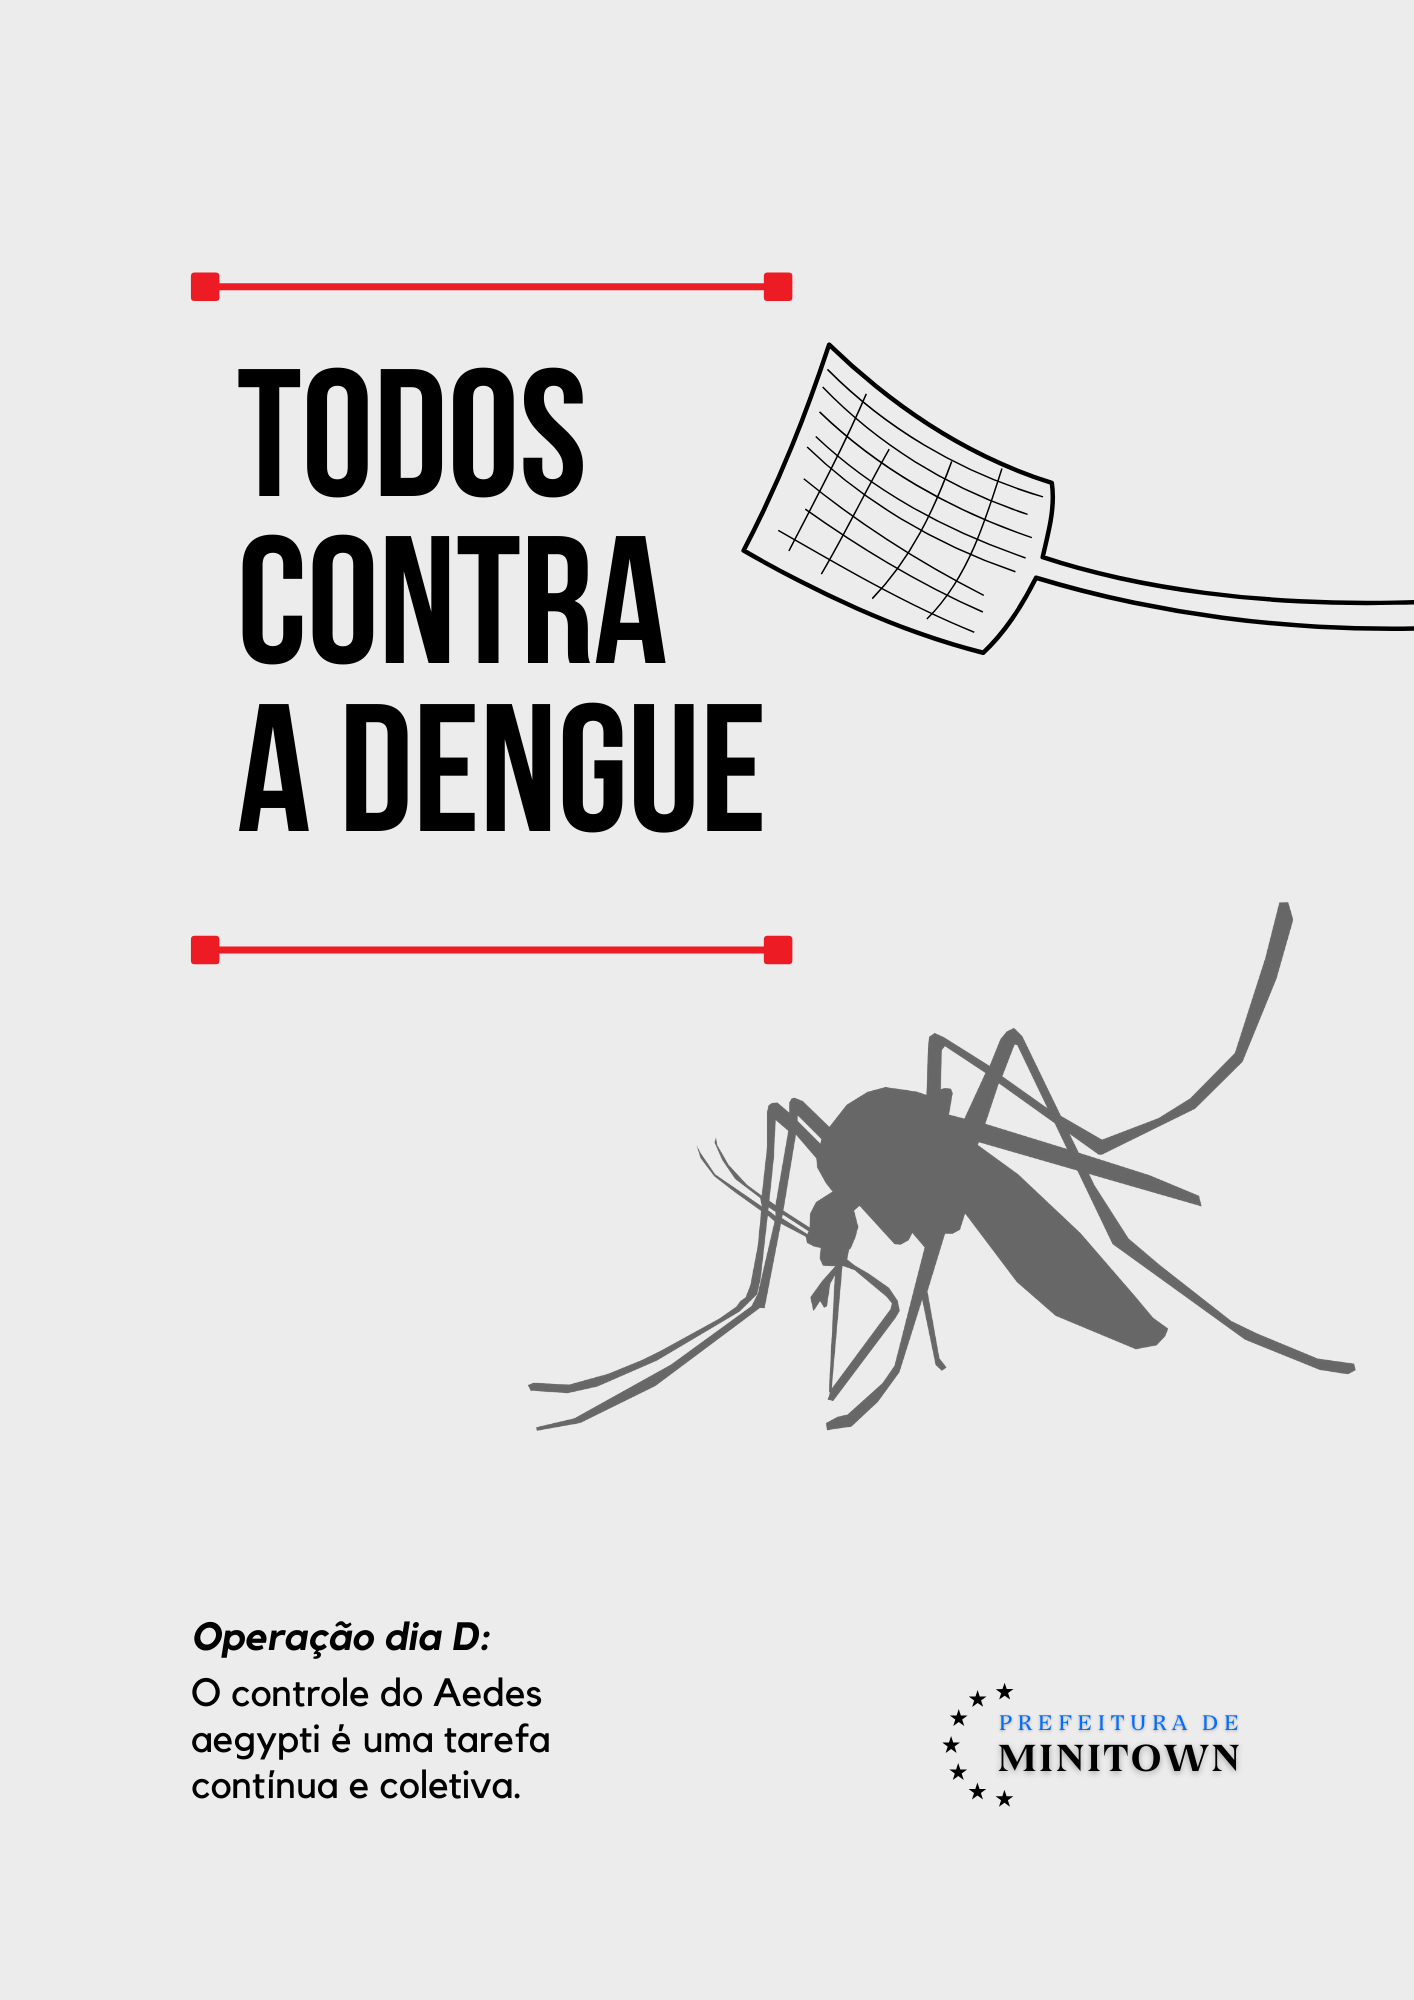 TODOS
CONTRA
A DENGUE
Operação dia D:
O controle do Aedes
aegypti é uma tarefa
contínua e coletiva.
PREFEITURA DE
MINITOWN